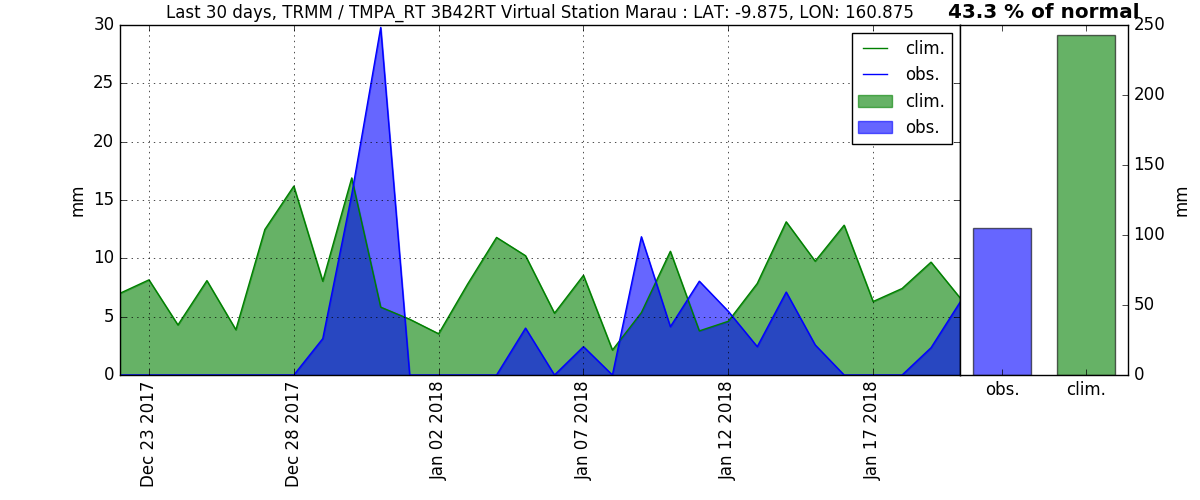 Last 30 days, TRMM / TMPA_RT 3B42RT Virtual Station Marau : LAT: -9.875, LON: 160.875
43.3 % of normal
30
25
20
15
10
5
0
mm
clim.
obs.
clim.
obs.
250
200
150
100
50
0
mm
Dec 23 2017
Dec 28 2017
Jan 02 2018
Jan 07 2018
Jan 12 2018
Jan 17 2018
obs.
clim.